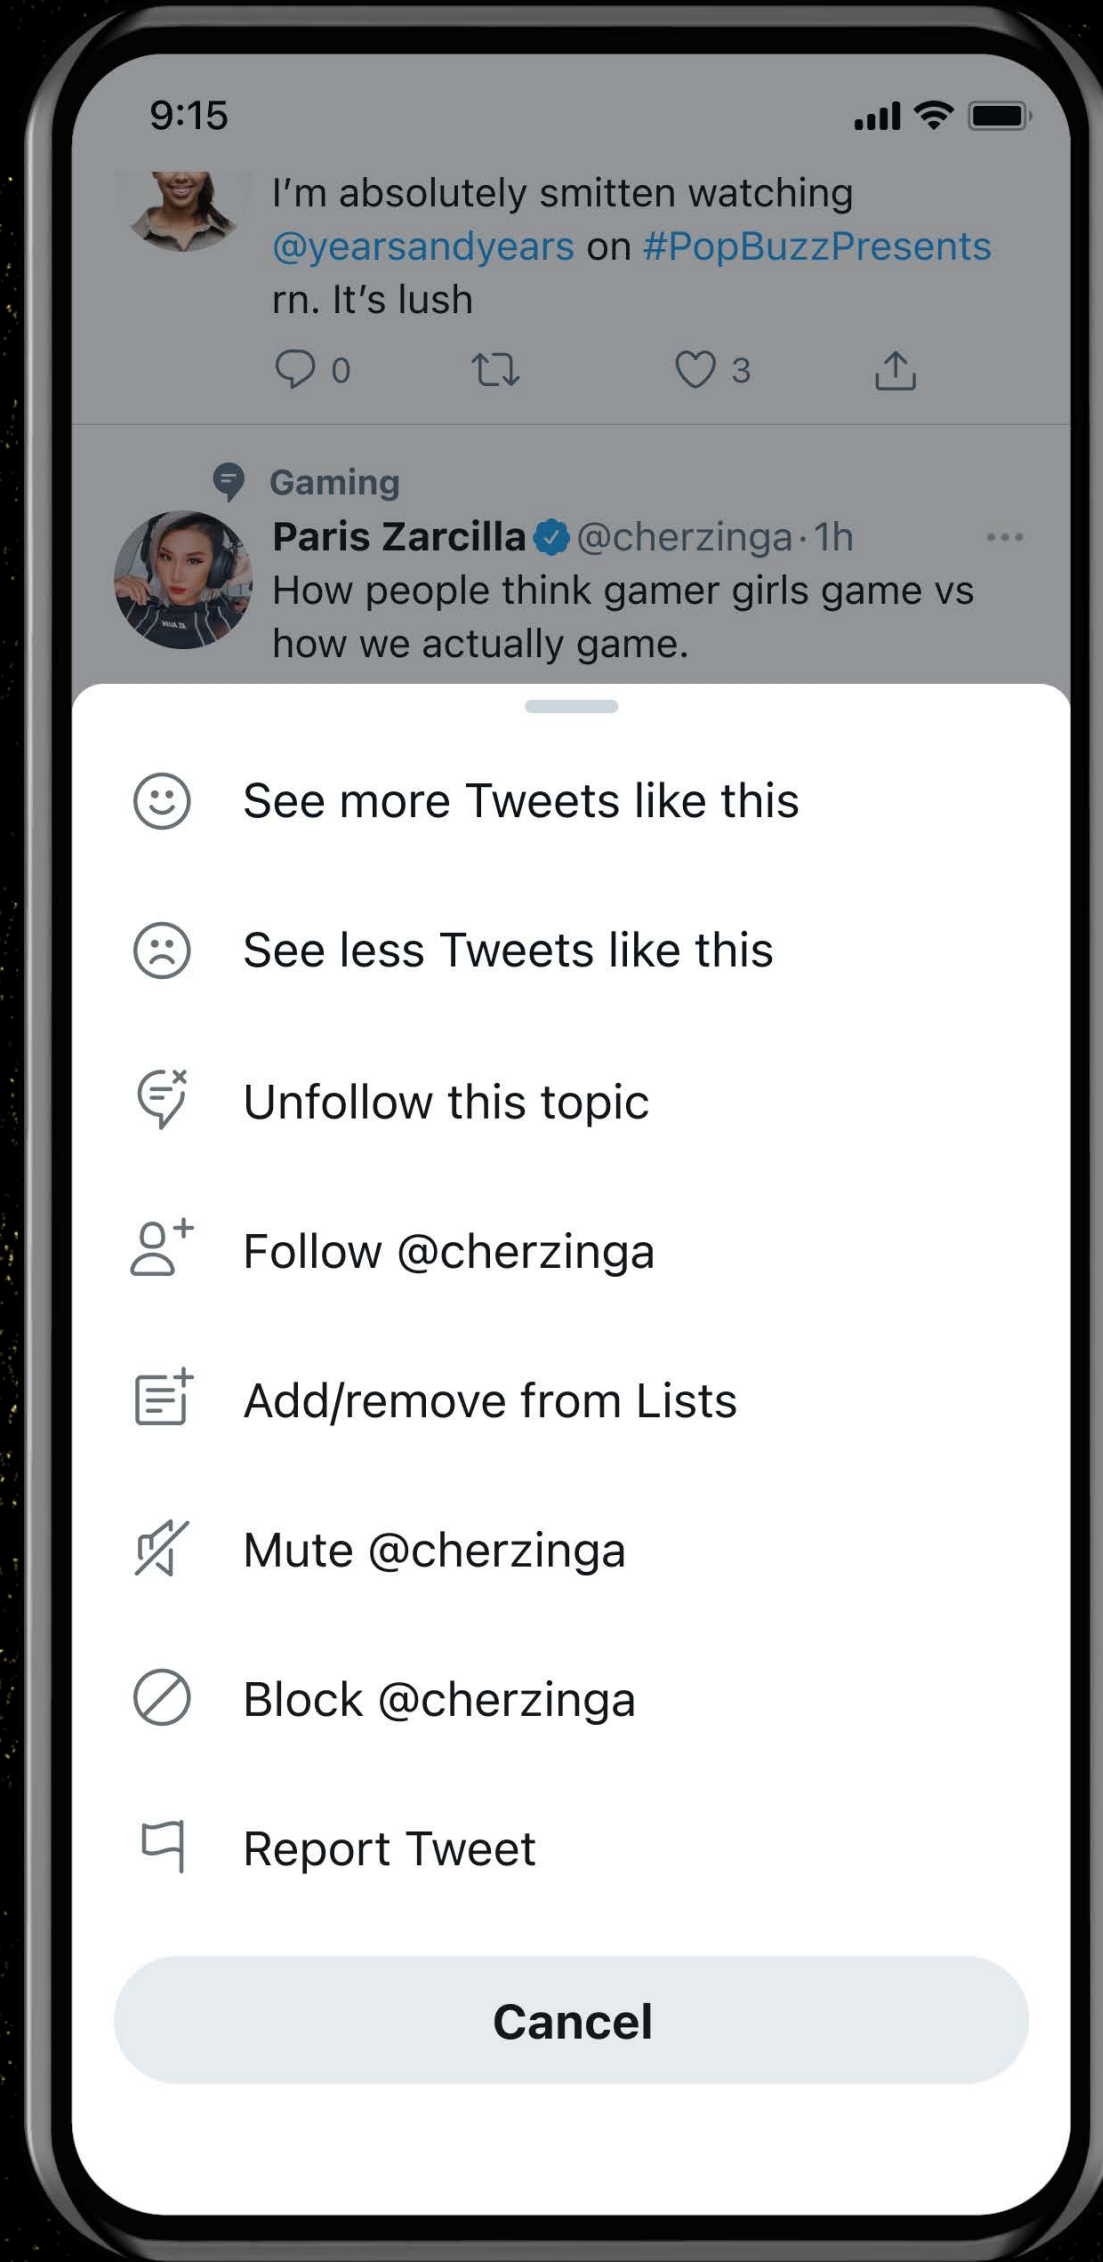 9:15
I’m absolutely smitten watching
@yearsandyears on #PopBuzzPresents
rn. It’s lush
0 3
Gaming
Paris Zarcilla @cherzinga · 1h
How people think gamer girls game vs
how we actually game.
See more Tweets like this
See less Tweets like this
Unfollow this topic
Follow @cherzinga
Add/remove from Lists
Mute @cherzinga
Block @cherzinga
Report Tweet
Cancel